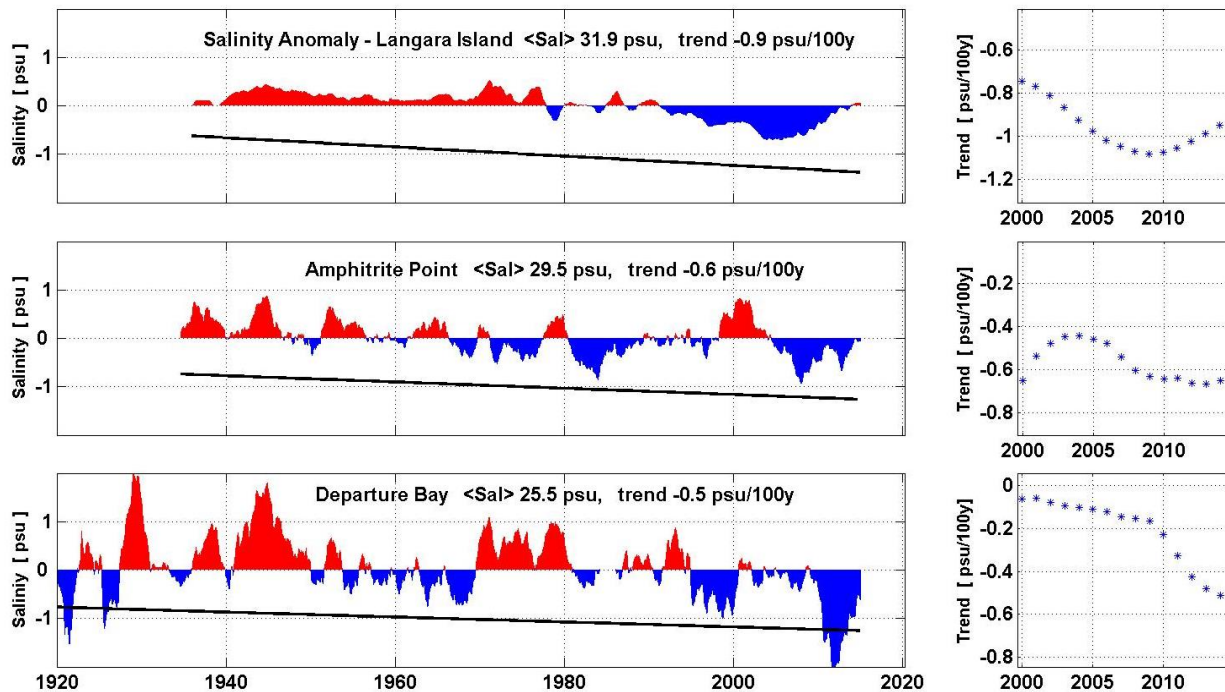 Salinity Anomaly - Langara Island <Sal> 31.9 psu, trend -0.9 psu/100y
Salinity [ psu ]
1
0
-1
Trend [ psu/100y]
-0.6
-0.8
-1
-1.2
2000 2005 2010
Amphitrite Point <Sal> 29.5 psu, trend -0.6 psu/100y
Salinity [ psu ]
1
0
-1
Trend [ psu/100y]
-0.2
-0.4
-0.6
-0.8
2000 2005 2010
Departure Bay <Sal> 25.5 psu, trend -0.5 psu/100y
Saliniy [ psu ]
1
0
-1
1920 1940 1960 1980 2000 2020
Trend [ psu/100y]
0
-0.2
-0.4
-0.6
-0.8
2000 2005 2010